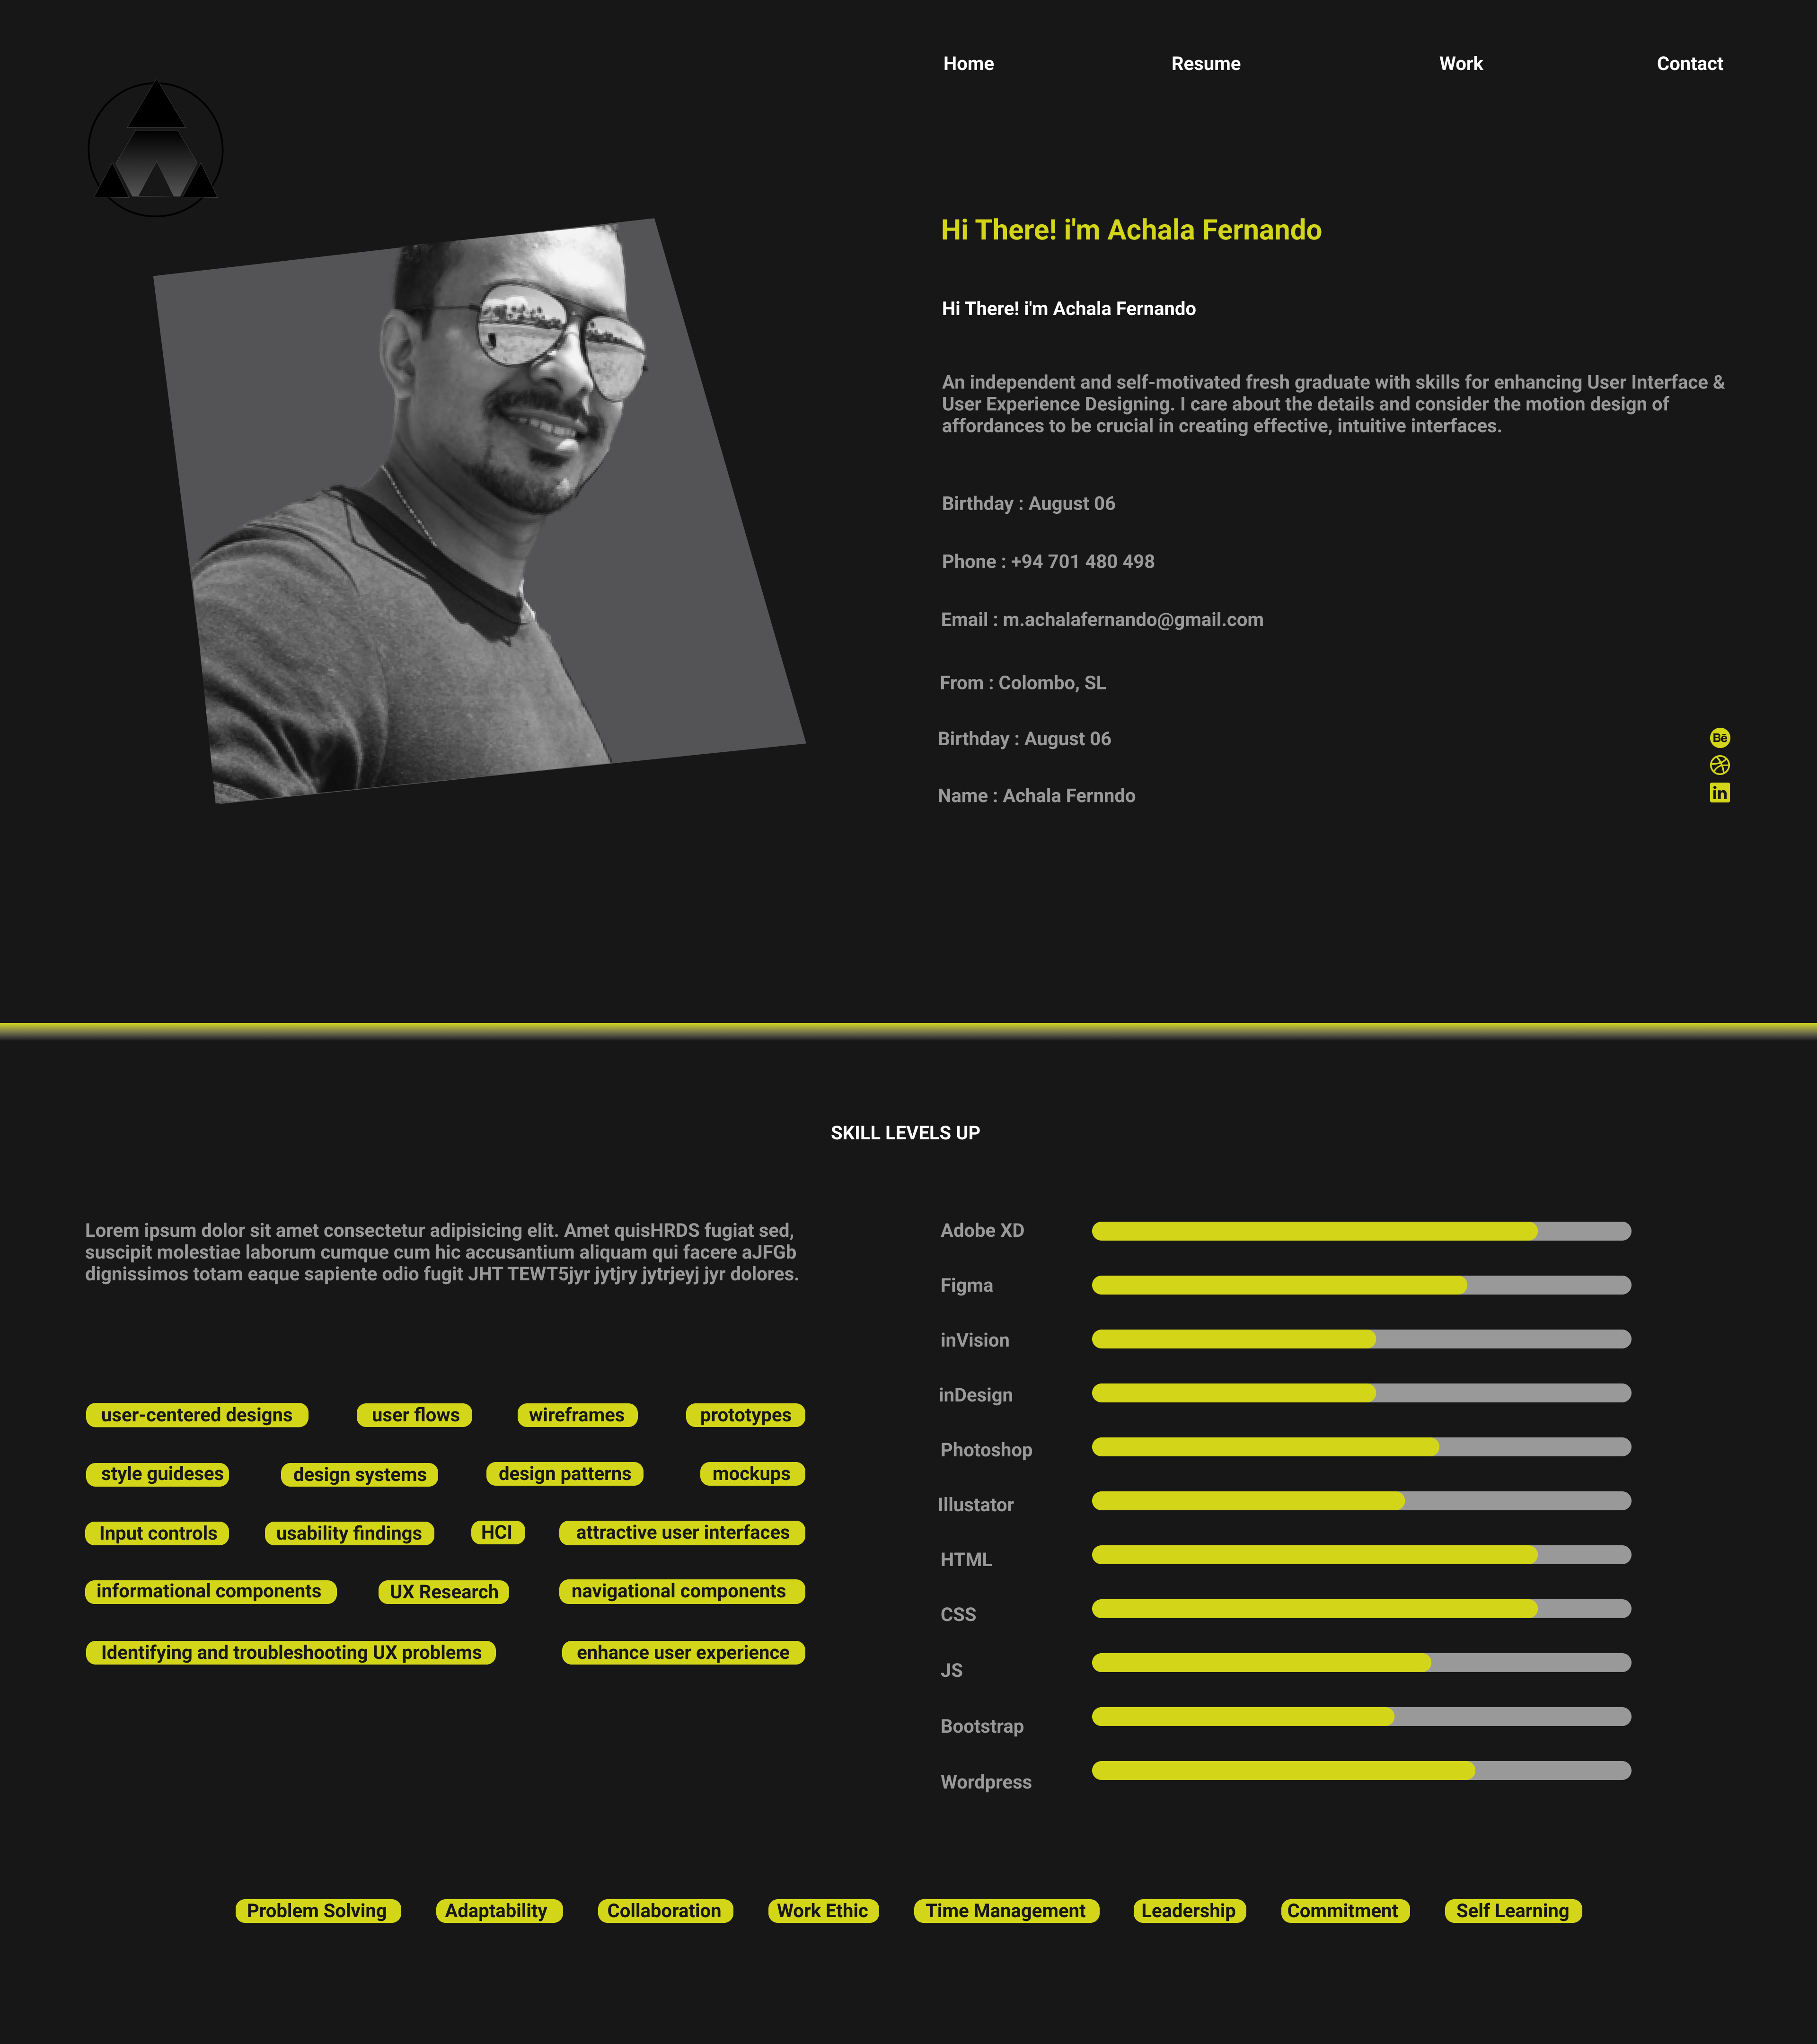 Home
Resume
Work
Contact
Hi There! i'm Achala Fernando
Hi There! i'm Achala Fernando
An independent and self-motivated fresh graduate with skills for enhancing User Interface &
User Experience Designing. I care about the details and consider the motion design of
affordances to be crucial in creating effective, intuitive interfaces.
Birthday : August 06
Phone : +94 701 480 498
Email : m.achalafernando@gmail.com
From : Colombo, SL
Birthday : August 06
Name : Achala Fernndo
Bē
in
SKILL LEVELS UP
Lorem ipsum dolor sit amet consectetur adipisicing elit. Amet quisHRDS fugiat sed,
suscipit molestiae laborum cumque cum hic accusantium aliquam qui facere aJFGb
dignissimos totam eaque sapiente odio fugit JHT TEWT5jyr jytjry jytrjeyj jyr dolores.
user-centered designs
user flows
wireframes
prototypes
style guideses
design systems
design patterns
mockups
Input controls
usability findings
HCI
attractive user interfaces
informational components
UX Research
navigational components
Identifying and troubleshooting UX problems
enhance user experience
Adobe XD
Figma
inVision
inDesign
Photoshop
Illustator
HTML
CSS
JS
Bootstrap
Wordpress
Problem Solving
Adaptability
Collaboration
Work Ethic
Time Management
Leadership
Commitment
Self Learning